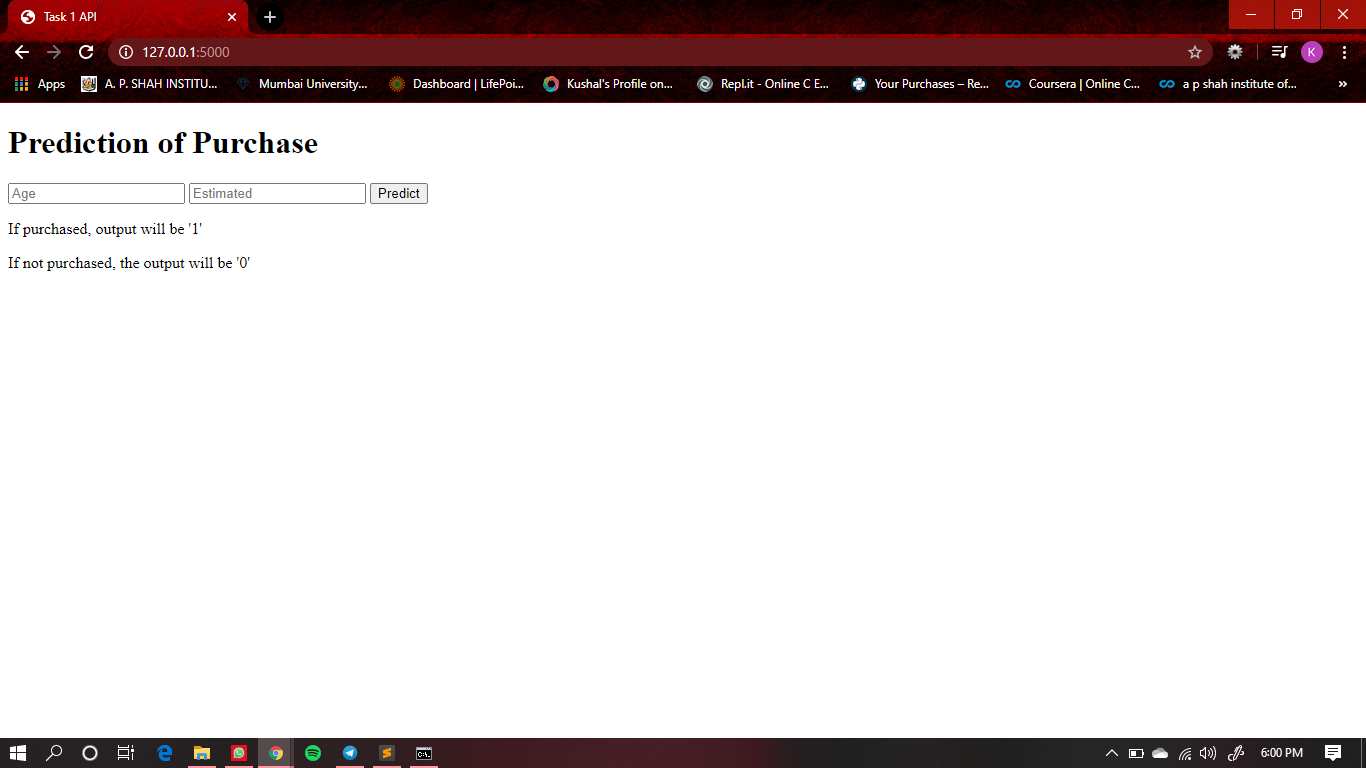 Task 1 API
127.0.0.1:5000
K
Apps
A. P. SHAH INSTITU...
Mumbai University...
Dashboard | LifePoi...
Kushal's Profile on...
Repl.it - Online C E...
Your Purchases – Re...
Coursera | Online C...
a p shah institute of...
»
Prediction of Purchase
Age Estimated Predict
If purchased, output will be '1'
If not purchased, the output will be '0'
6:00 PM